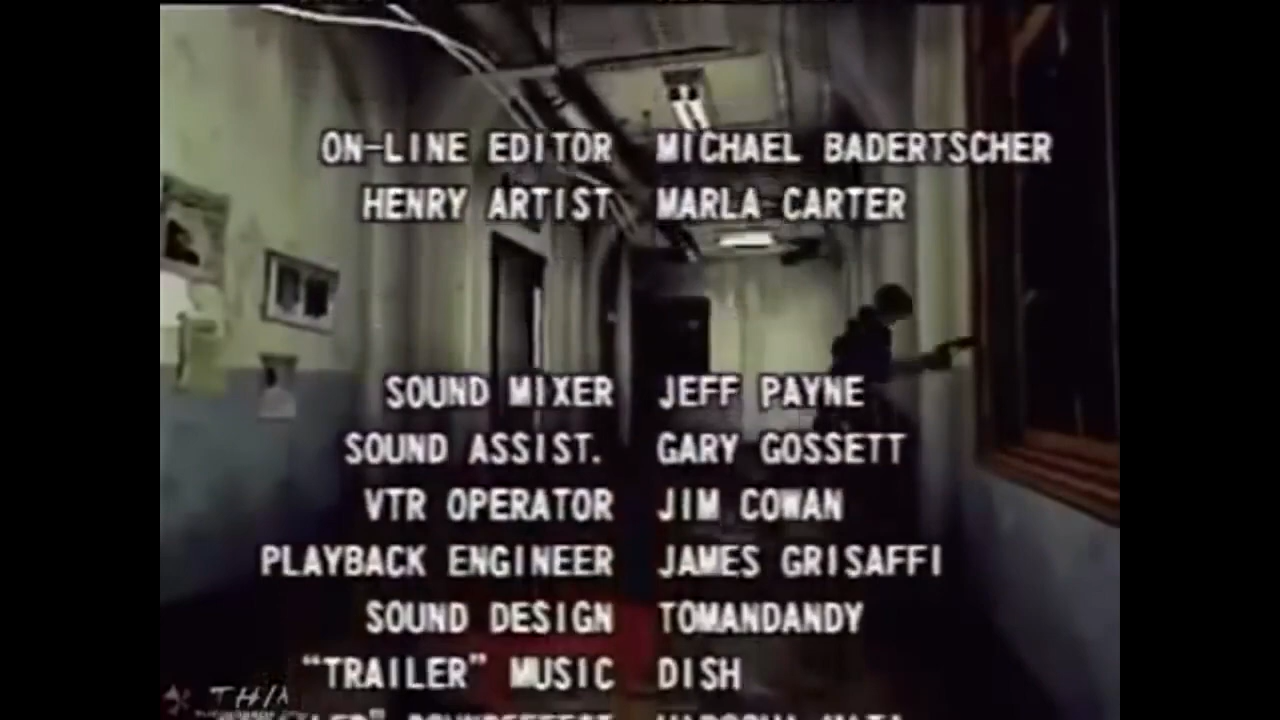 ON-LINE EDITOR MICHAEL BADERTSCHER
HENRY ARTIST MARLA CARTER
SOUND MIXER JEFF PAYNE
SOUND ASSIST. GARY GOSSETT
VTR OPERATOR JIM COWAN
PLAYBACK ENGINEER JAMES GRISAFFI
SOUND DESIGN TOMANDANDY
“TRAILER” MUSIC DISH